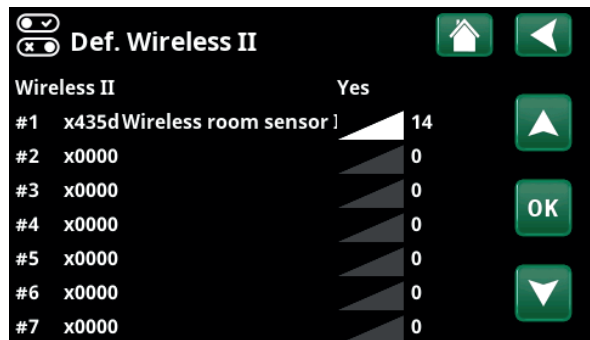 Def. Wireless II
Wireless II Yes
#1 x435d Wireless room sensor 14
#2 x0000 0
#3 x0000 0
#4 x0000 0
#5 x0000 0
#6 x0000 0
#7 x0000 0
OK